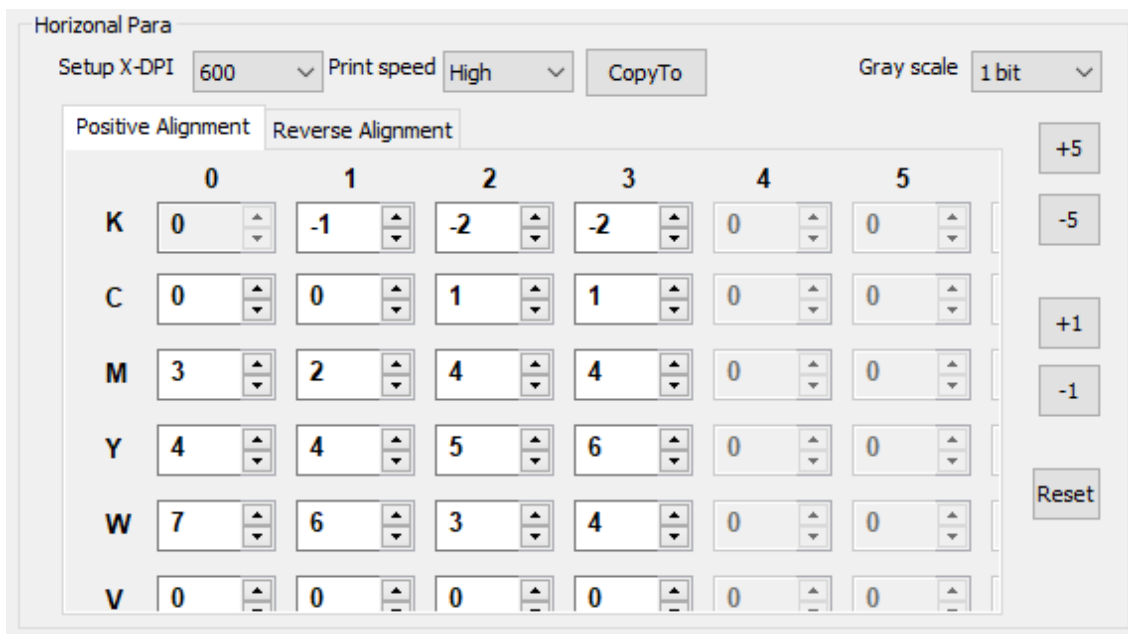 Horizonal Para
Setup X-DPI 600 Print speed High CopyTo Gray scale 1 bit
Positive Alignment Reverse Alignment
+5
0 1 2 3 4 5
K 0 -1 -2 -2 0 0
-5
C 0 0 1 1 0 0
+1
M 3 2 4 4 0 0
-1
Y 4 4 5 6 0 0
Reset
W 7 6 3 4 0 0
V 0 0 0 0 0 0